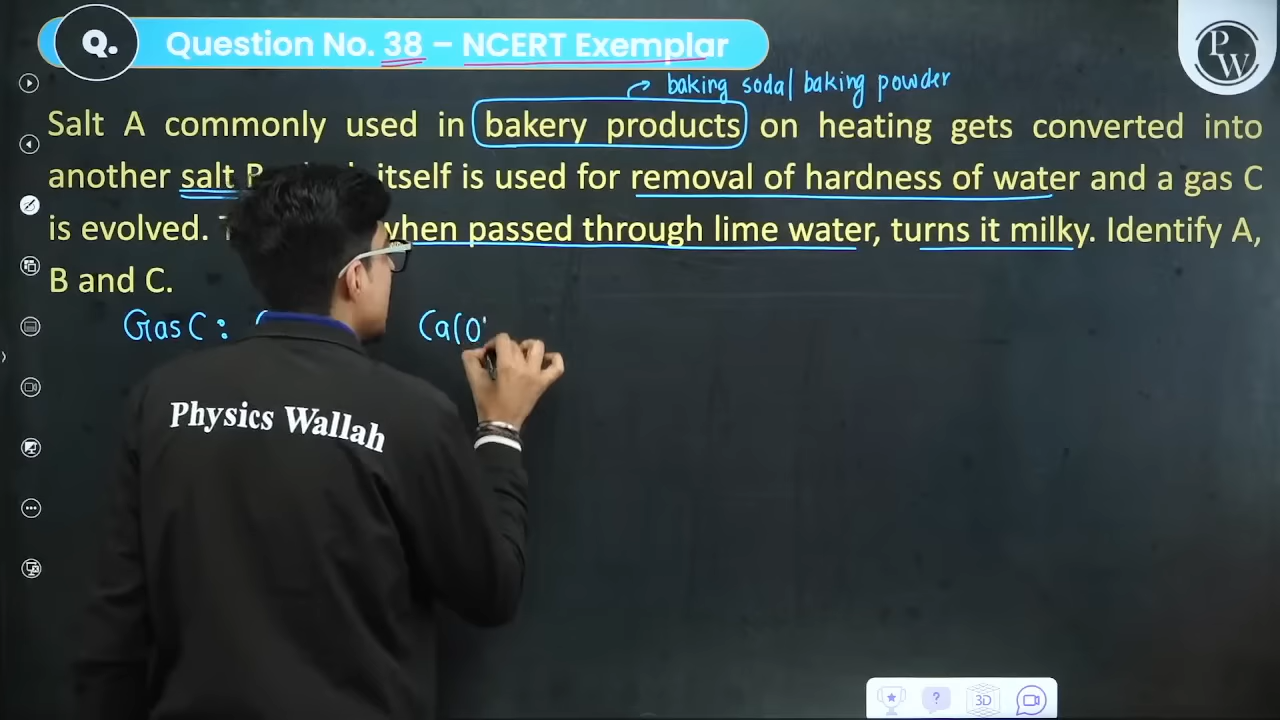 Q.
Question No. 38 – NCERT Exemplar
P
W
baking soda/ baking powder
Salt A commonly used in bakery products on heating gets converted into
another salt B itself is used for removal of hardness of water and a gas C
is evolved. when passed through lime water, turns it milky. Identify A,
B and C.
Gas C : Ca(O
Physics Wallah
?
3D